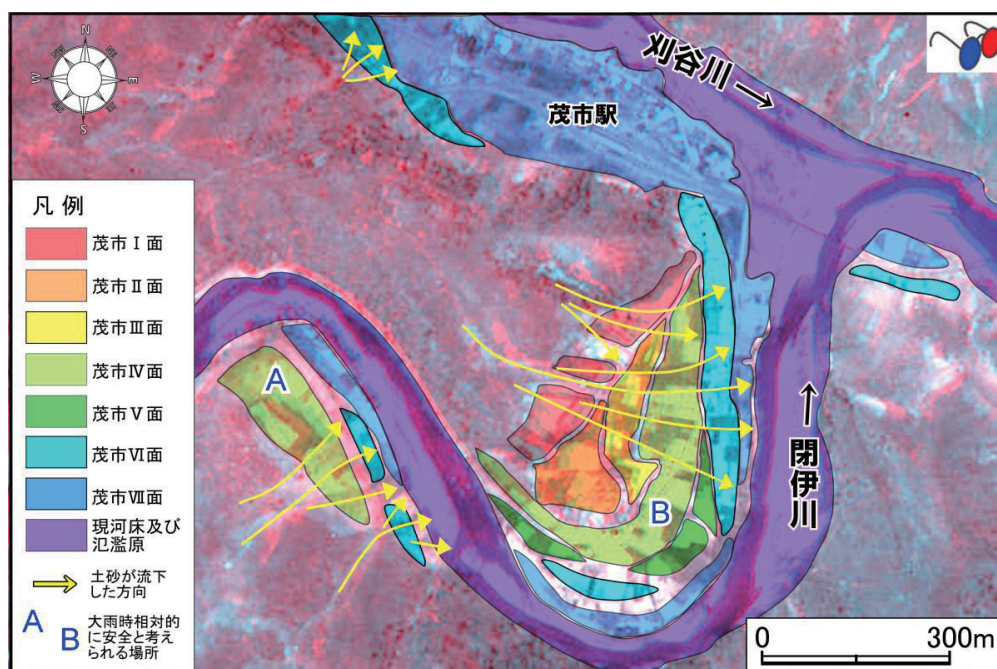 N
E
S
W
刈谷川→
茂市駅
凡 例
茂市Ⅰ面
茂市Ⅱ面
茂市Ⅲ面
茂市Ⅳ面
茂市Ⅴ面
茂市Ⅵ面
茂市Ⅶ面
現河床及び
氾濫原
土砂が流下
した方向
A
B
大雨時相対的
に安全と考え
られる場所
A
B
←閉伊川
0
300m